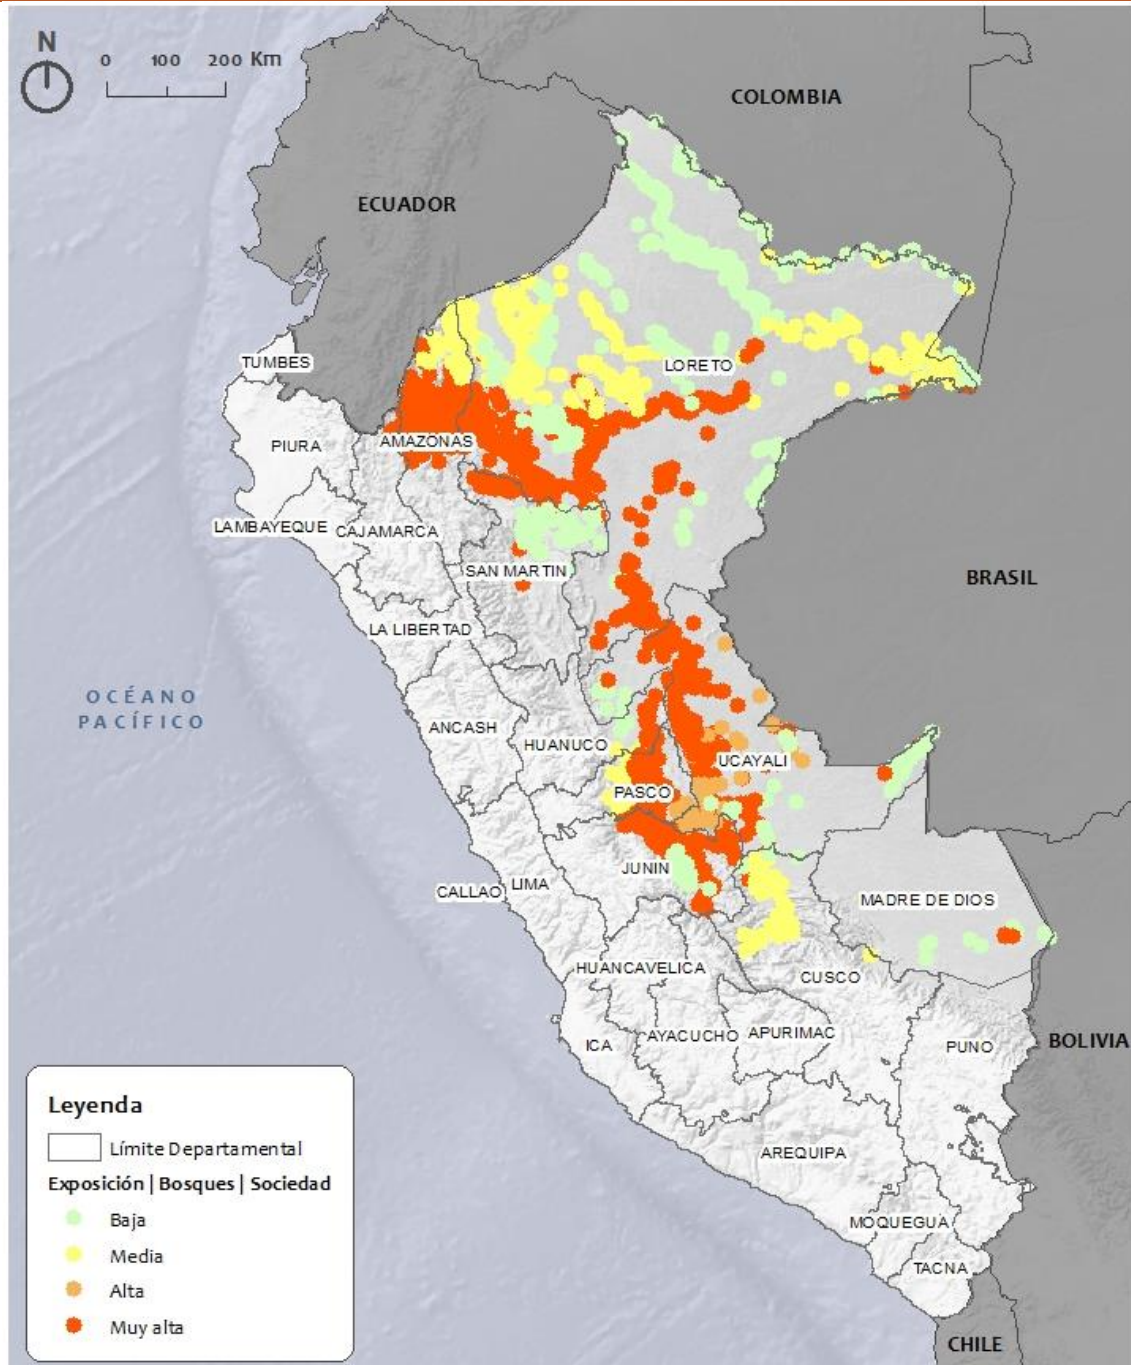 N
0 100 200 Km
COLOMBIA
ECUADOR
TUMBES
LORETO
PIURA
AMAZONAS
LAMBAYEQUE
CAJAMARCA
SAN MARTIN
BRASIL
LA LIBERTAD
OCÉANO
PACÍFICO
ANCASH
HUANUCO
UCAYALI
PASCO
JUNIN
CALLAO
LIMA
MADRE DE DIOS
HUANCAVELICA
CUSCO
ICA
AYACUCHO
APURIMAC
PUNO
BOLIVIA
AREQUIPA
MOQUEGUA
TACNA
CHILE
Leyenda
Límite Departamental
Exposición | Bosques | Sociedad
Baja
Media
Alta
Muy alta